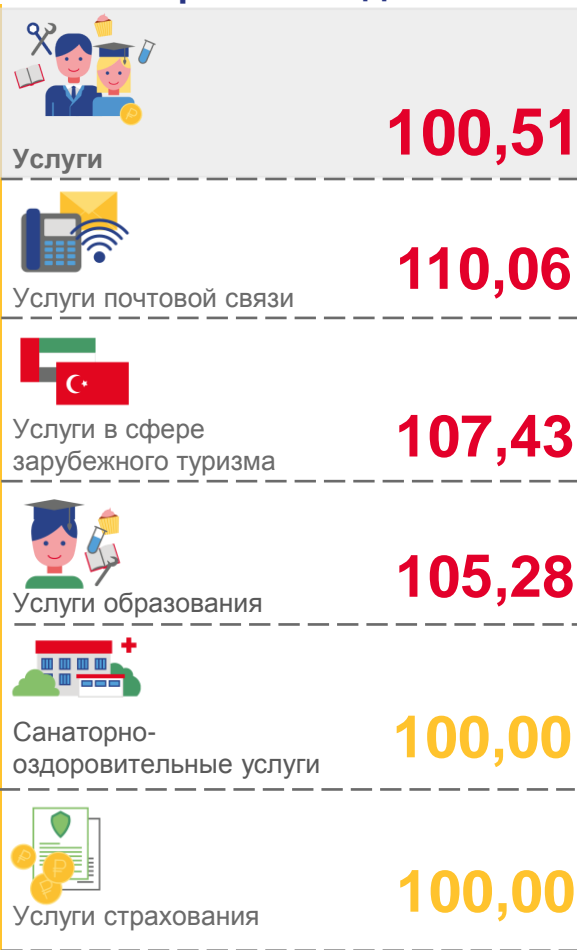 100,51
Услуги
110,06
Услуги почтовой связи
Услуги в сфере
зарубежного туризма
107,43
105,28
Услуги образования
Санаторно-
оздоровительные услуги
100,00
100,00
Услуги страхования